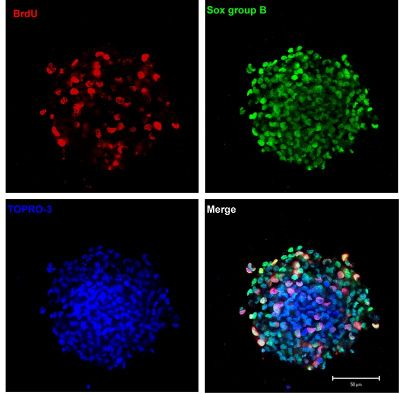 BrdU
Sox group B
TOPRO-3
Merge
50 µm